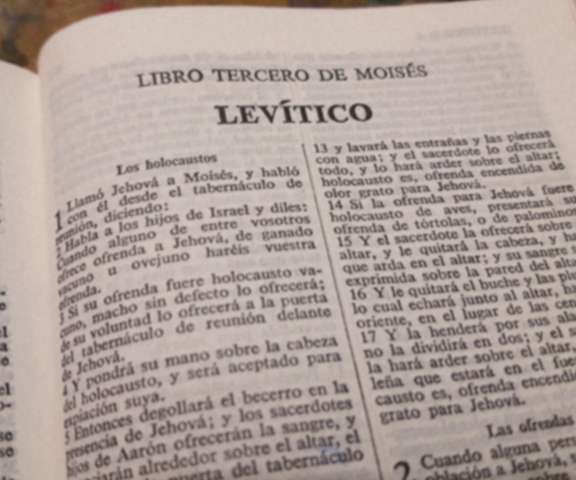 LIBRO TERCERO DE MOISÉS
LEVÍTICO
Los holocaustos
1 Llamó Jehová a Moisés, y habló
con él desde el tabernáculo de
reunión, diciendo:
2 Habla a los hijos de Israel y diles:
Cuando alguno de entre vosotros
ofrece ofrenda a Jehová, de ganado
vacuno u ovejuno haréis vuestra
ofrenda.
3 Si su ofrenda fuere holocausto va-
cuno, macho sin defecto lo ofrecerá;
de su voluntad lo ofrecerá a la puerta
del tabernáculo de reunión delante
de Jehová.
4 Y pondrá su mano sobre la cabeza
del holocausto, y será aceptado para
expiación suya.
5 Entonces degollará el becerro en la
presencia de Jehová; y los sacerdotes
hijos de Aarón ofrecerán la sangre, y
alrededor sobre el altar, el
puerta del tabernáculo
13 y lavará las entrañas y las piernas
con agua; y el sacerdote lo ofrecerá
todo, y lo hará arder sobre el altar;
holocausto es, ofrenda encendida de
olor grato para Jehová.
14 Si la ofrenda para Jehová fuere
holocausto de aves, presentará su
ofrenda de tórtolas, o de palominos
15 Y el sacerdote la ofrecerá sobre
altar, y le quitará la cabeza, y ha
que arda en el altar; y su sangre
exprimida sobre la pared del alta
16 Y le quitará el buche y las
lo cual echará junto al altar, ha
oriente, en el lugar de las cen
17 Y la henderá por sus ala
no la dividirá en dos; y el s
la hará arder sobre el altar,
leña que estará en el fue
causto es, ofrenda encendi
grato para Jehová.
Las ofrendas
2 Cuando alguna per
oblación a Jehová, s